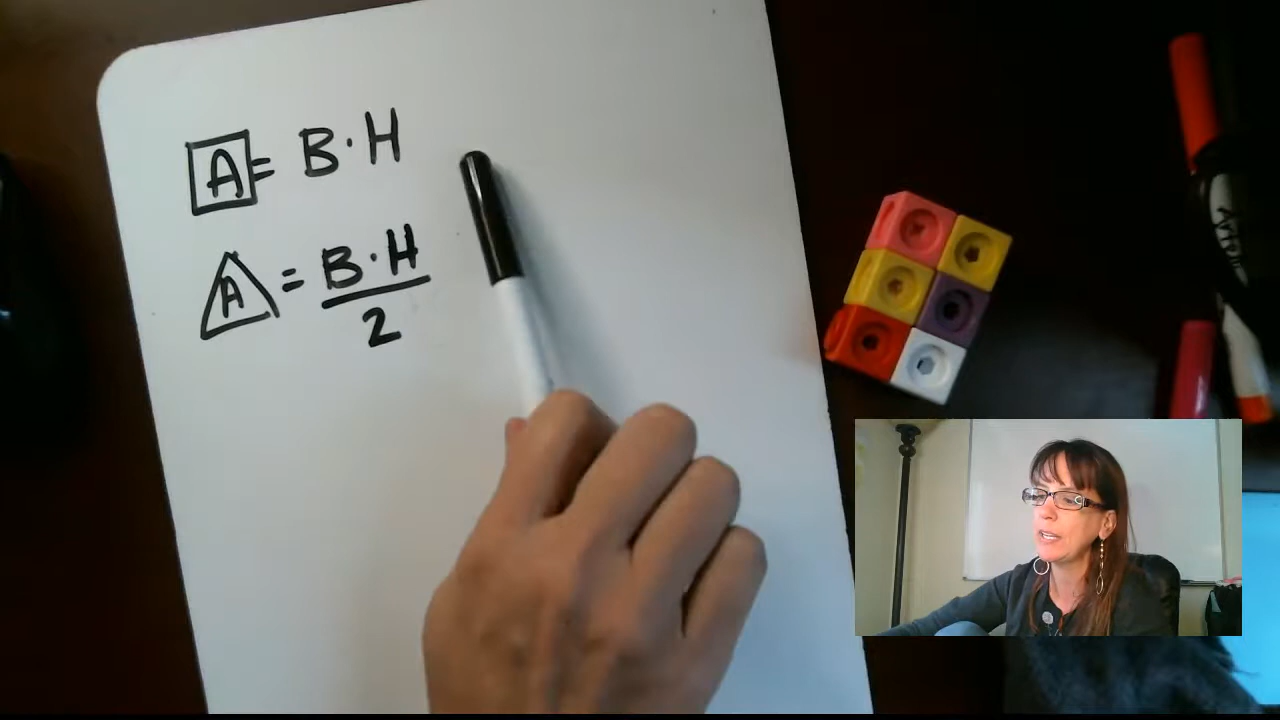 A = B · H
A = B · H
2